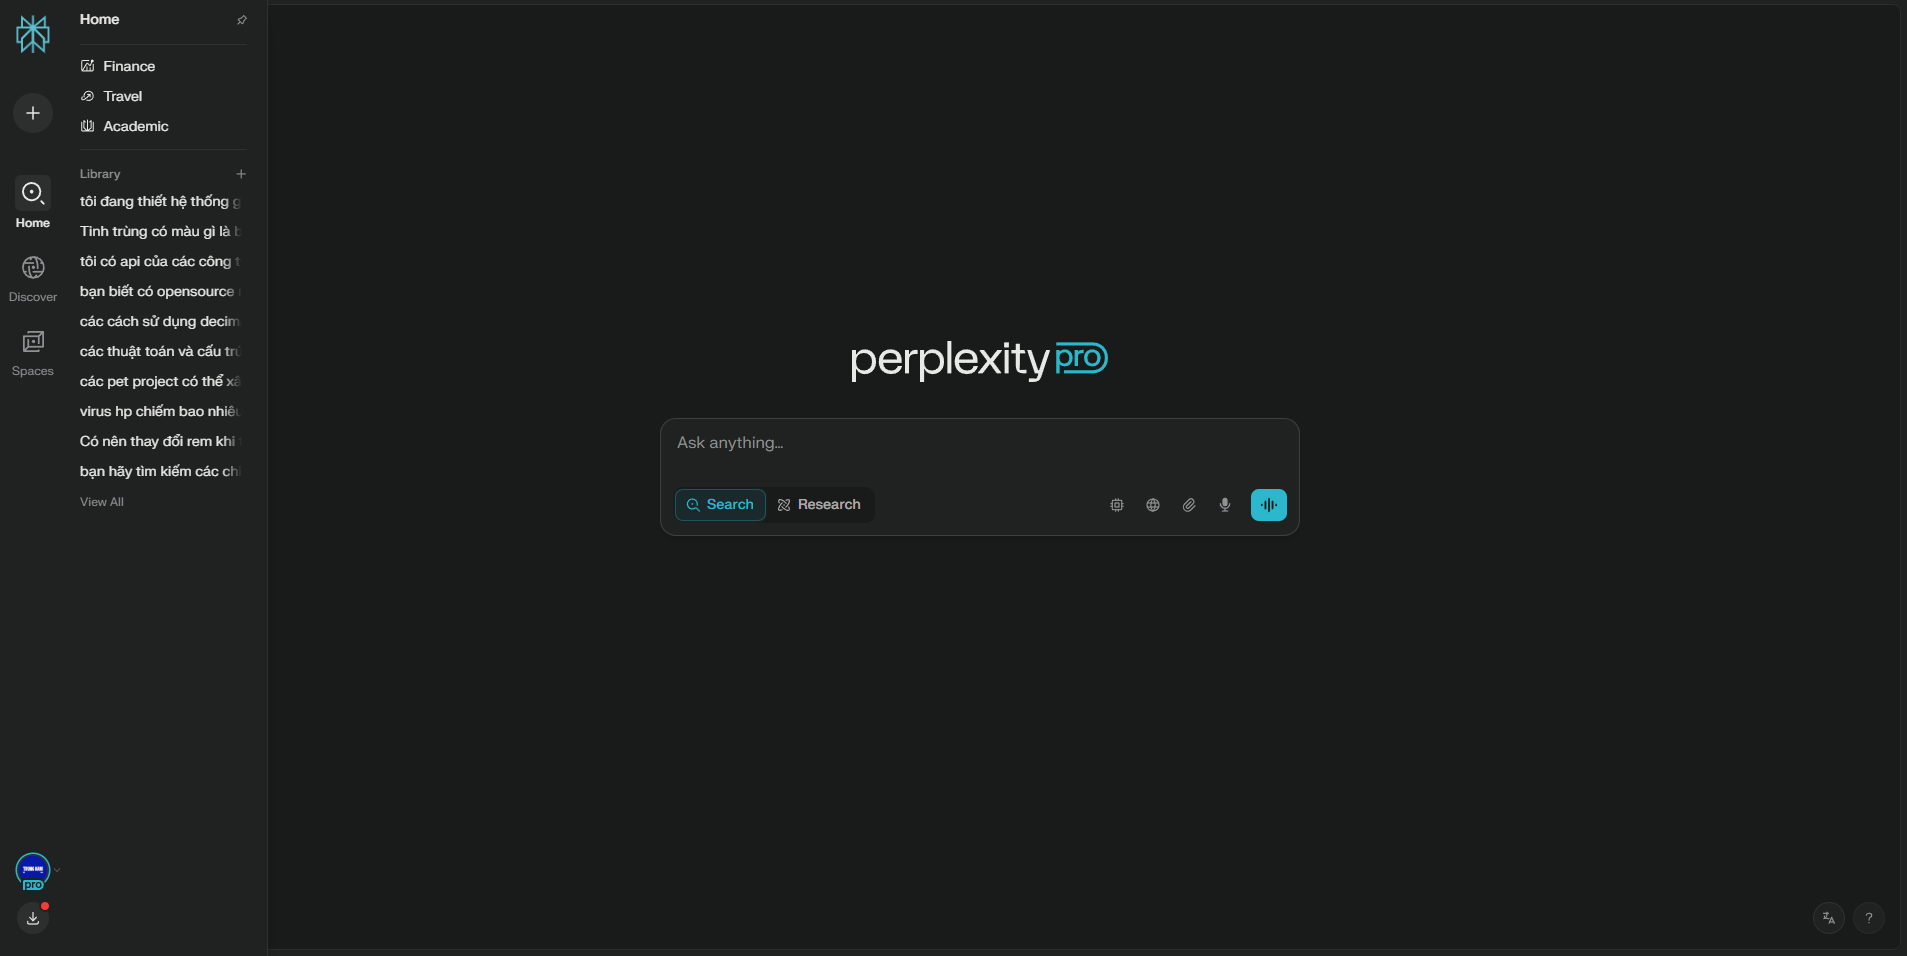 Home
Finance
Travel
Academic
Library
tôi đang thiết hệ thống g
Tinh trùng có màu gì là b
tôi có api của các công t
bạn biết có opensource
các cách sử dụng decim
các thuật toán và cấu trú
các pet project có thể xâ
virus hp chiếm bao nhiêu
Có nên thay đổi rem khi
bạn hãy tìm kiếm các chi
View All
Home
Discover
Spaces
pro
perplexity pro
Ask anything...
Search
Research
?